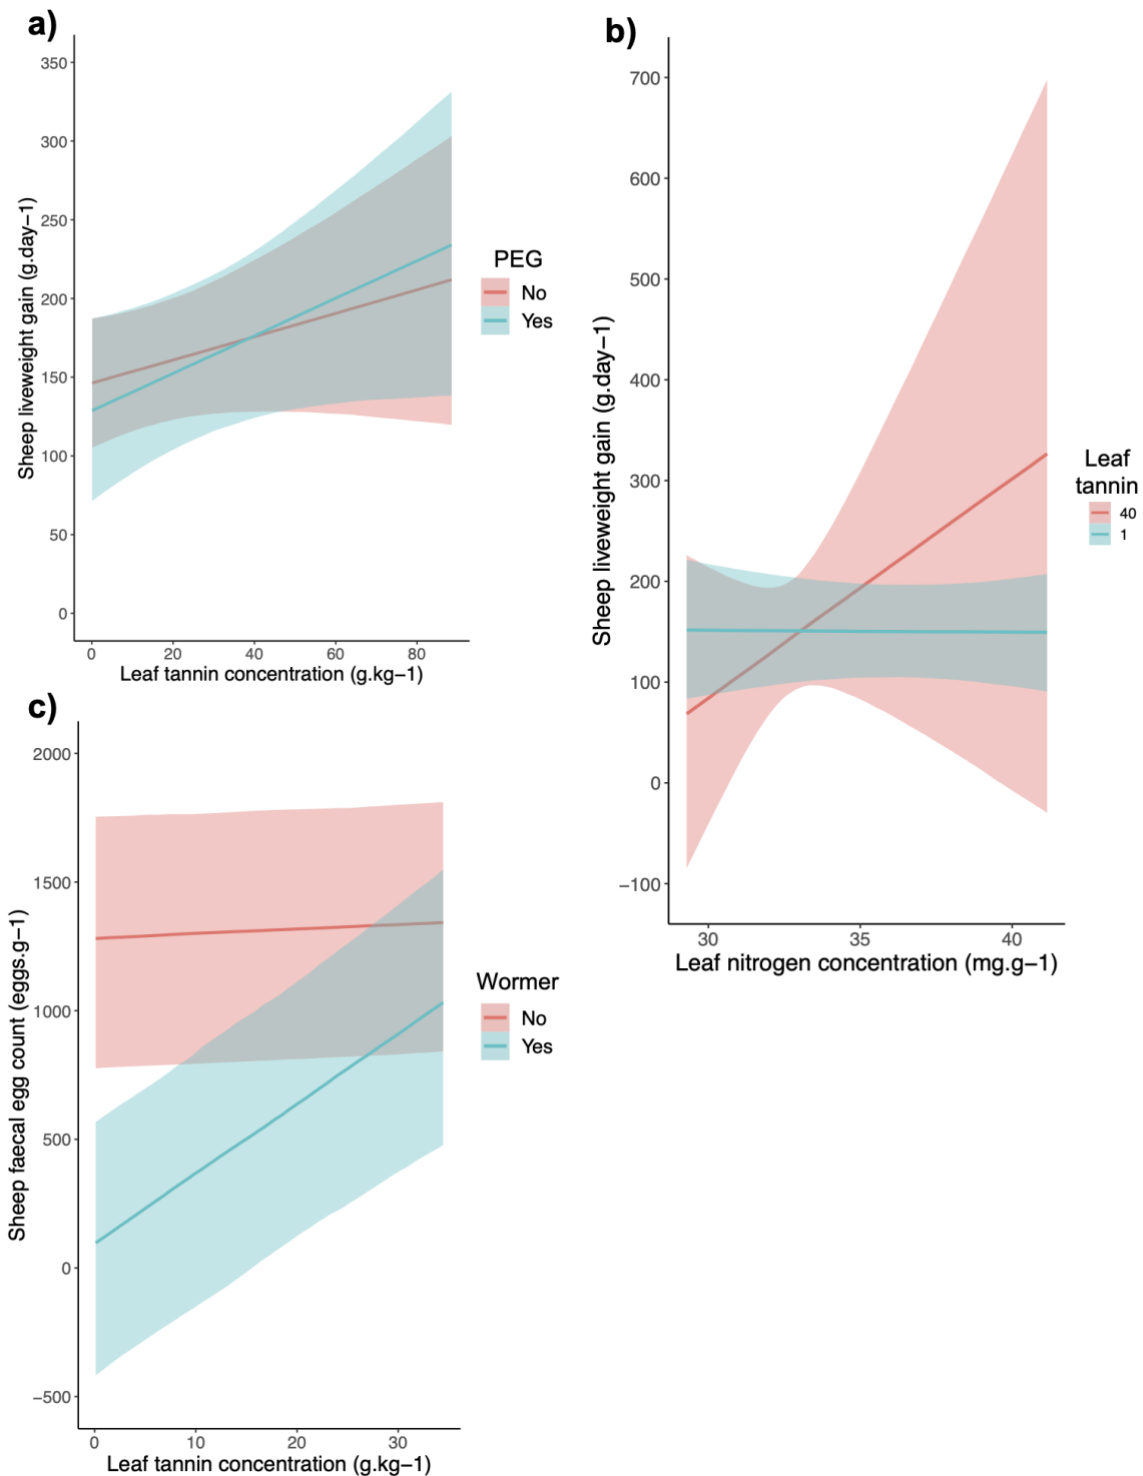 a)
350
300
250
200
150
100
50
0
Sheep liveweight gain (g.day−1)
0 20 40 60 80
Leaf tannin concentration (g.kg−1)
PEG
No
Yes
b)
700
600
500
400
300
200
100
0
−100
Sheep liveweight gain (g.day−1)
30 35 40
Leaf nitrogen concentration (mg.g−1)
Leaf
tannin
40
1
c)
2000
1500
1000
500
0
−500
Sheep faecal egg count (eggs.g−1)
0 10 20 30
Leaf tannin concentration (g.kg−1)
Wormer
No
Yes